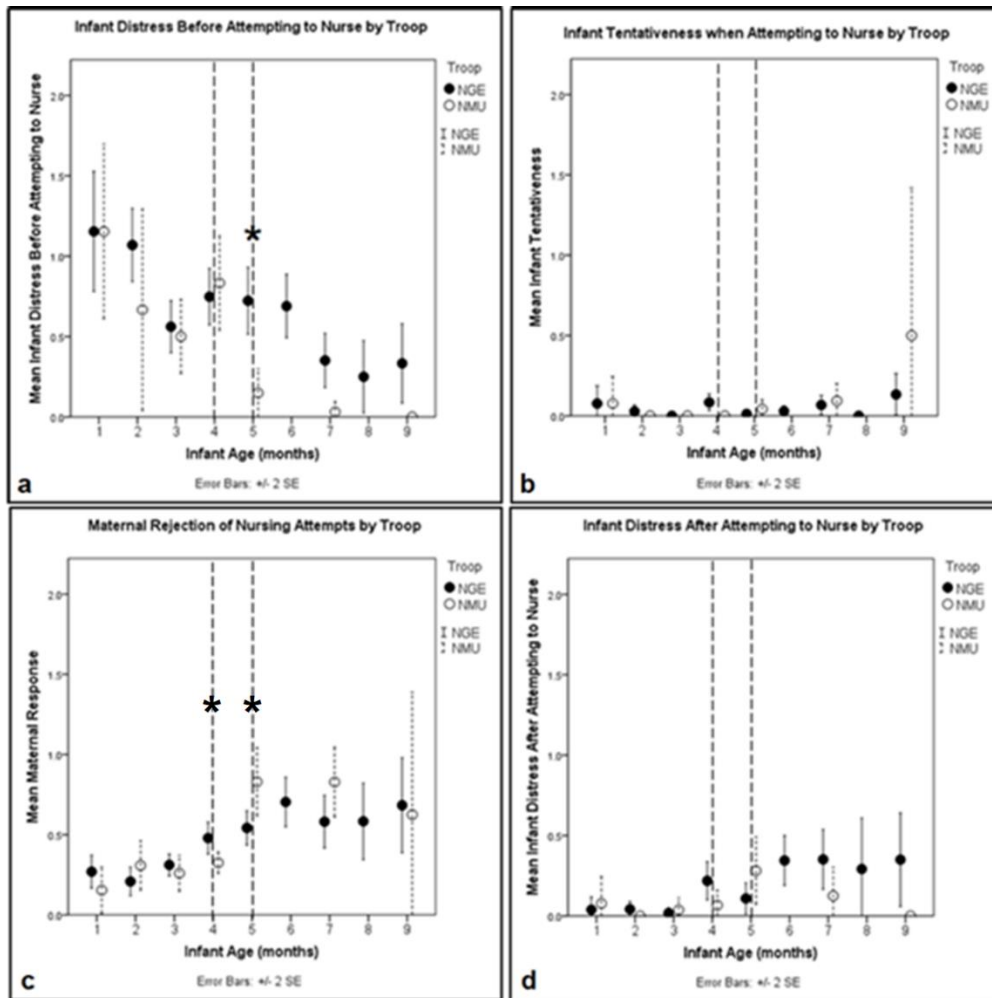 Infant Distress Before Attempting to Nurse by Troop
Mean Infant Distress Before Attempting to Nurse
2.0
1.5
1.0
0.5
0.0
*
Troop
NGE
NMU
NGE
NMU
1 2 3 4 5 6 7 8 9
Infant Age (months)
Error Bars: +/- 2 SE
a
Infant Tentativeness when Attempting to Nurse by Troop
Mean Infant Tentativeness
2.0
1.5
1.0
0.5
0.0
Troop
NGE
NMU
NGE
NMU
1 2 3 4 5 6 7 8 9
Infant Age (months)
Error Bars: +/- 2 SE
b
Maternal Rejection of Nursing Attempts by Troop
Mean Maternal Response
2.0
1.5
1.0
0.5
0.0
* *
Troop
NGE
NMU
NGE
NMU
1 2 3 4 5 6 7 8 9
Infant Age (months)
Error Bars: +/- 2 SE
c
Infant Distress After Attempting to Nurse by Troop
Mean Infant Distress After Attempting to Nurse
2.0
1.5
1.0
0.5
0.0
Troop
NGE
NMU
NGE
NMU
1 2 3 4 5 6 7 8 9
Infant Age (months)
Error Bars: +/- 2 SE
d